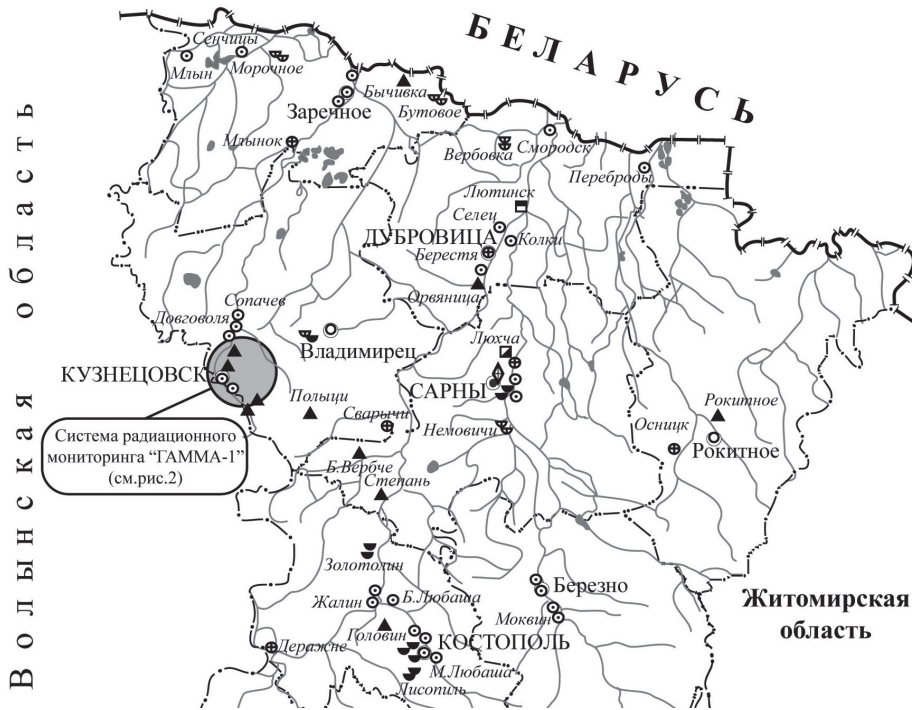 БЕЛАРУСЬ
Волынская область
Сенчицы
Млын
Морочное
Бычивка
Бутовое
Заречное
Млынок
Вербовка
Смородск
Переброды
Лютинск
Селец
ДУБРОВИЦА
Колки
Берестя
Орвяница
Сопачев
Довговоля
Владимирец
Люхча
КУЗНЕЦОВСК
САРНЫ
Полыци
Сварычи
Рокитное
Осницк
Немовичи
Рокитное
Система радиационного
мониторинга “ГАММА-1”
(см.рис.2)
Б.Вербче
Степань
Золотолин
Березно
Жалин
Б.Любаша
Житомирская
область
Моквин
Головин
КОСТОПОЛЬ
Деражне
М.Любаша
Лисопиль